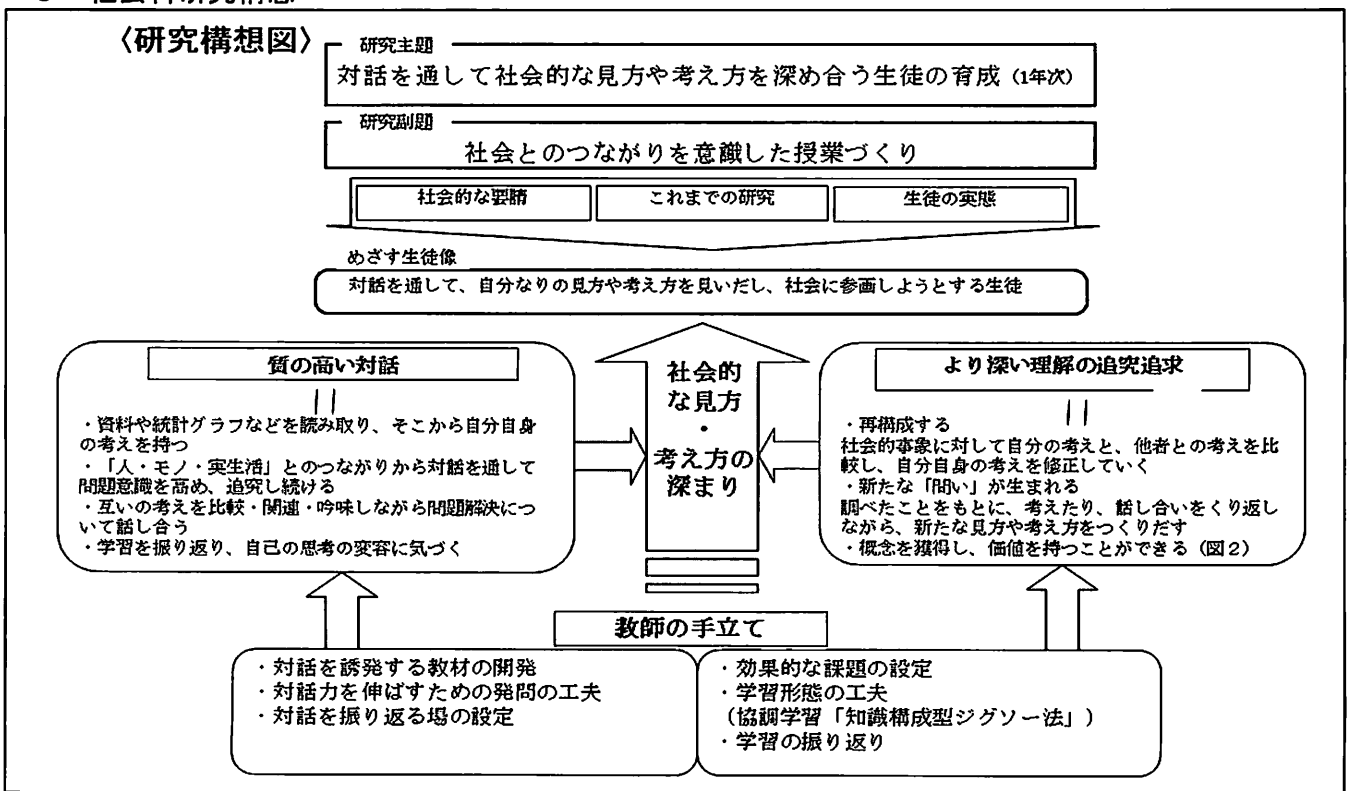 〈研究構想図〉
研究主題
対話を通して社会的な見方や考え方を深め合う生徒の育成（1年次）
研究副題
社会とのつながりを意識した授業づくり
社会的な要請
これまでの研究
生徒の実態
めざす生徒像
対話を通して、自分なりの見方や考え方を見いだし、社会に参画しようとする生徒
質の高い対話
・資料や統計グラフなどを読み取り、そこから自分自身
の考えを持つ
・「人・モノ・実生活」とのつながりから対話を通して
問題意識を高め、追究し続ける
・互いの考えを比較・関連・吟味しながら問題解決につ
いて話し合う
・学習を振り返り、自己の思考の変容に気づく
社会的
な見方
・
考え方の
深まり
より深い理解の追究追求
・再構成する
社会的事象に対して自分の考えと、他者との考えを比
較し、自分自身の考えを修正していく
・新たな「問い」が生まれる
調べたことをもとに、考えたり、話し合いをくり返し
ながら、新たな見方や考え方をつくりだす
・概念を獲得し、価値を持つことができる（図２）
教師の手立て
・対話を誘発する教材の開発
・対話力を伸ばすための発問の工夫
・対話を振り返る場の設定
・効果的な課題の設定
・学習形態の工夫
（協調学習「知識構成型ジグソー法」）
・学習の振り返り